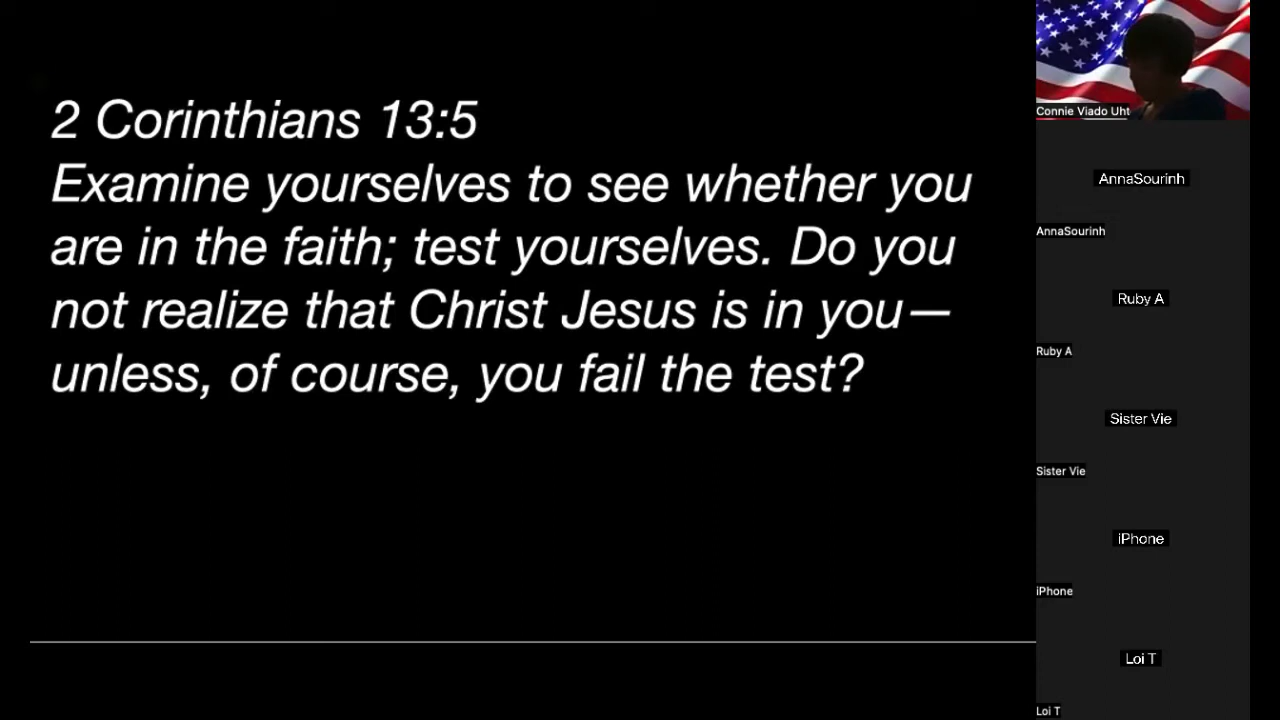 2 Corinthians 13:5
Examine yourselves to see whether you
are in the faith; test yourselves. Do you
not realize that Christ Jesus is in you—
unless, of course, you fail the test?
Connie Viado Uht
AnnaSourinh
AnnaSourinh
Ruby A
Ruby A
Sister Vie
Sister Vie
iPhone
iPhone
Loi T
Loi T